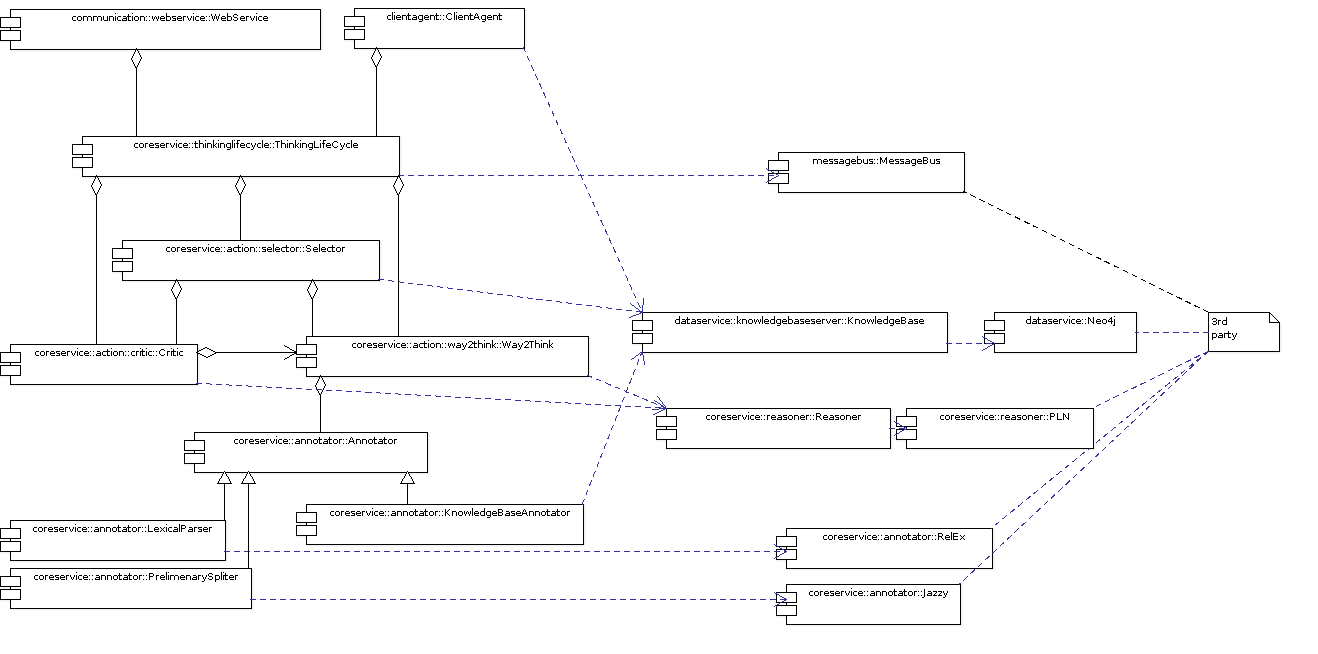 communication::webservice::WebService
clientagent::ClientAgent
coreservice::thinkinglifecycle::ThinkingLifeCycle
messagebus::MessageBus
coreservice::action::selector::Selector
dataservice::knowledgebaseserver::KnowledgeBase
dataservice::Neo4j
3rd
party
coreservice::action::critic::Critic
coreservice::action::way2think::Way2Think
coreservice::reasoner::Reasoner
coreservice::reasoner::PLN
coreservice::annotator::Annotator
coreservice::annotator::KnowledgeBaseAnnotator
coreservice::annotator::LexicalParser
coreservice::annotator::RelEx
coreservice::annotator::PrelimenarySpliter
coreservice::annotator::Jazzy